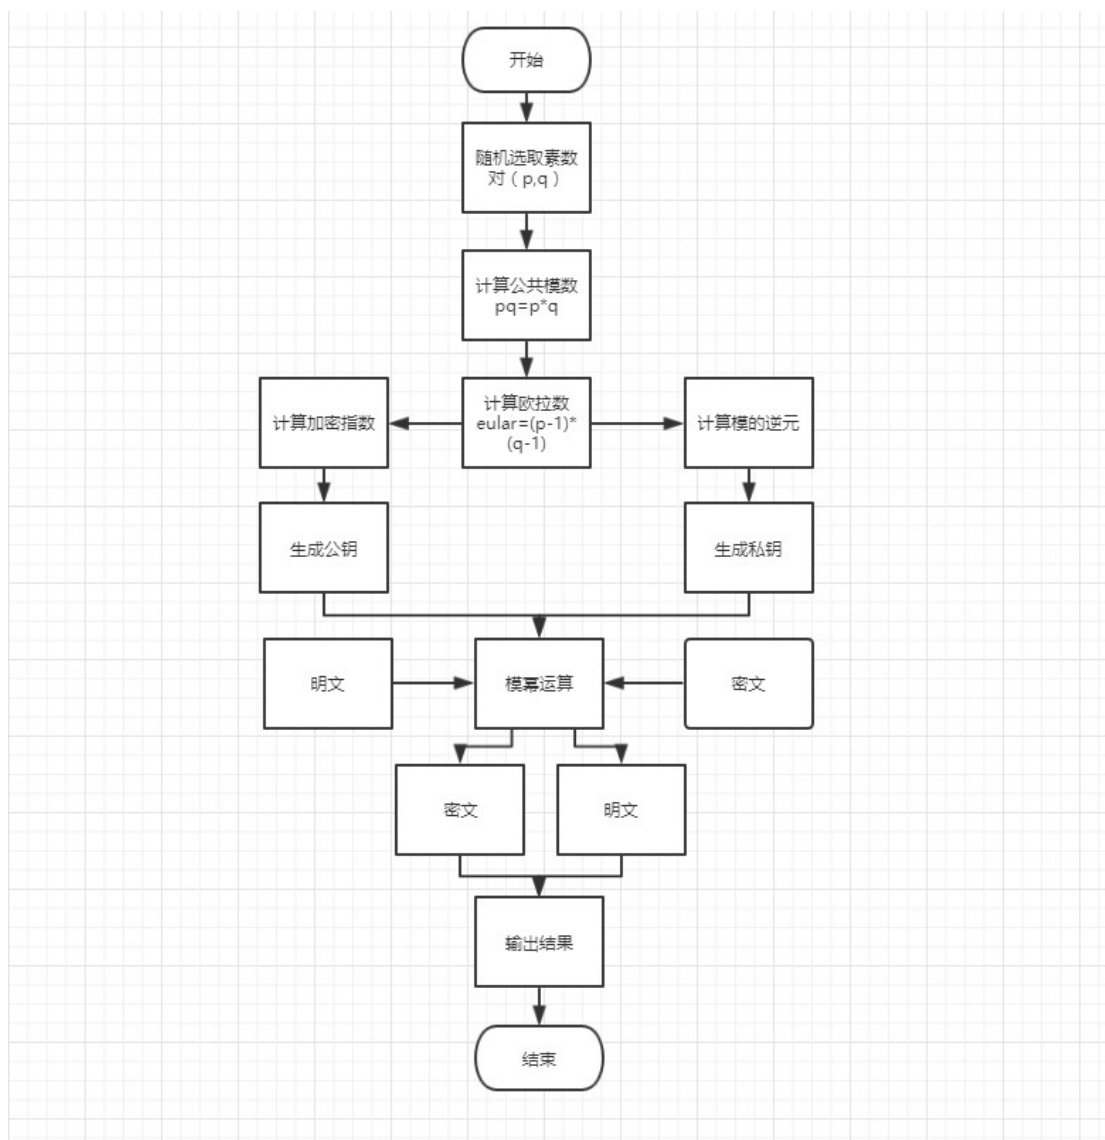 开始
随机选取素数
对（p,q）
计算公共模数
pq=p*q
计算加密指数
计算欧拉数
eular=(p-1)*
(q-1)
计算模的逆元
生成公钥
生成私钥
明文
模幂运算
密文
密文
明文
输出结果
结束